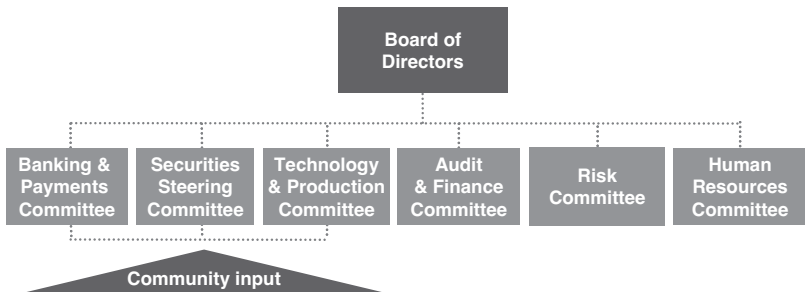 Board of
Directors
Banking &
Payments
Committee
Securities
Steering
Committee
Technology
& Production
Committee
Audit
& Finance
Committee
Risk
Committee
Human
Resources
Committee
Community input